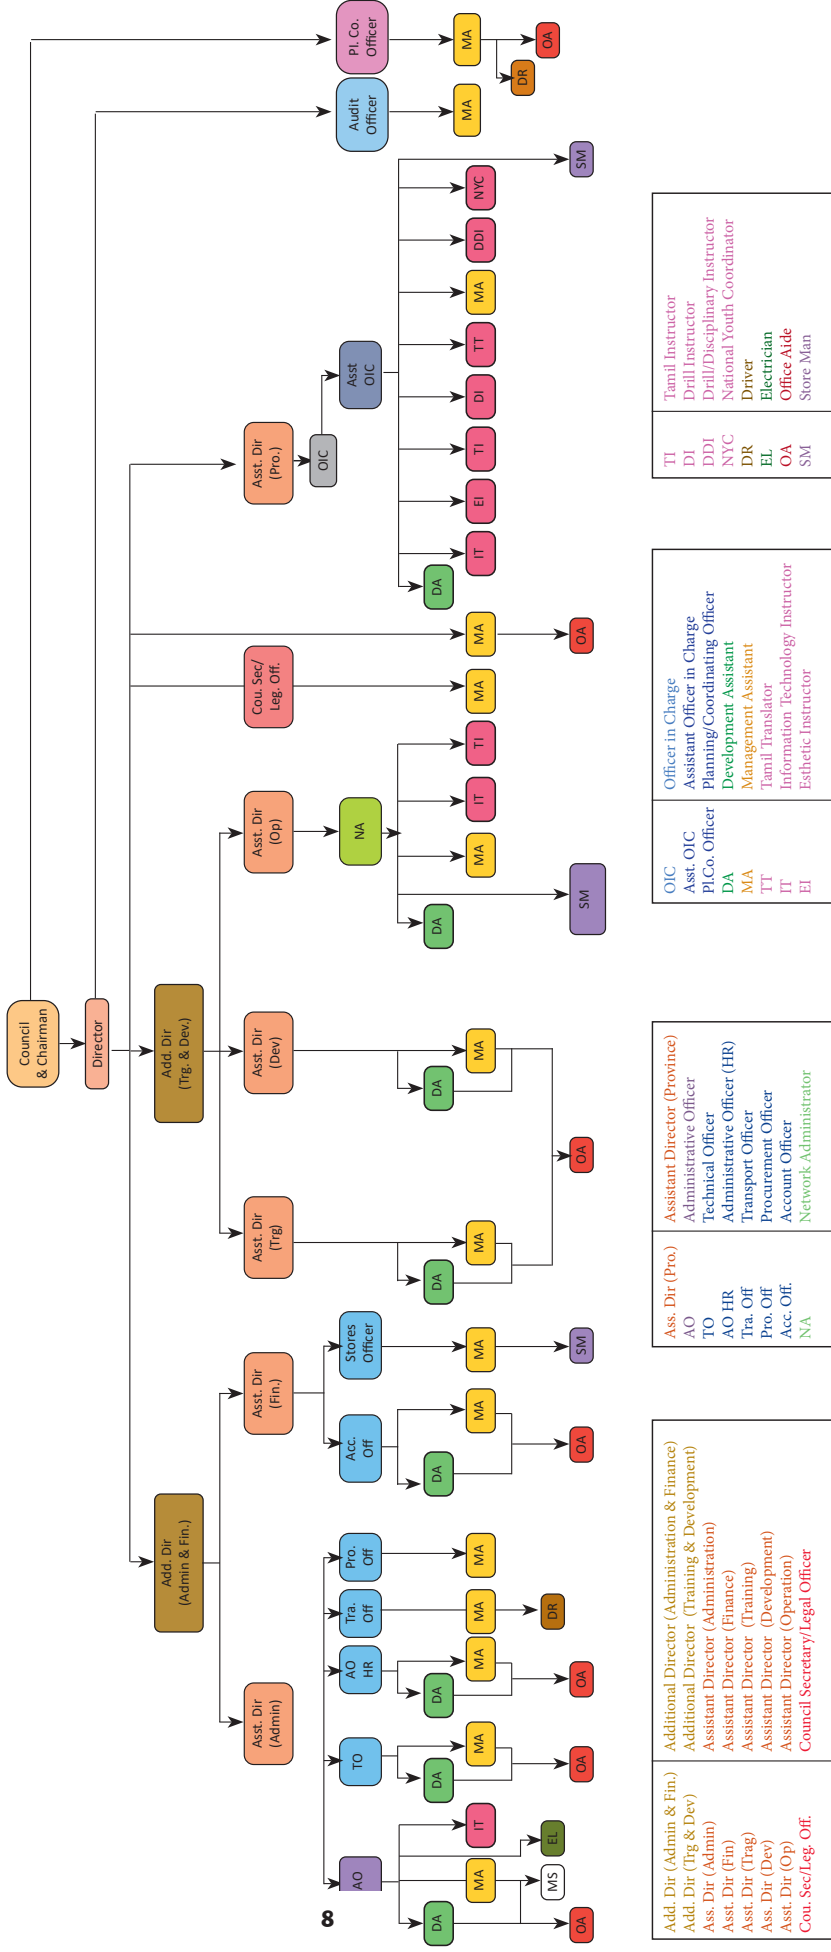 Council
& Chairman
Director
Pl. Co.
Officer
MA
DR
OA
Audit
Officer
MA
Add. Dir
(Admin & Fin.)
Add. Dir
(Trg. & Dev.)
Asst. Dir
(Admin)
Asst. Dir
(Fin.)
Asst. Dir
(Trg)
Asst. Dir
(Dev)
Asst. Dir
(Op)
Cou. Sec/
Leg. Off.
Asst. Dir
(Pro.)
OIC
Asst
OIC
AO
TO
AO
HR
Tra.
Off
Pro.
Off
Acc.
Off
Stores
Officer
NA
DA
MA
IT
DA
MA
DA
MA
MA
MA
DA
MA
MA
DA
MA
DA
MA
DA
MA
IT
TI
MA
MA
DA
IT
EI
TI
DI
TT
MA
DDI
NYC
OA
MS
EL
OA
OA
DR
OA
SM
OA
SM
OA
SM
8
Add. Dir (Admin & Fin.) Additional Director (Administration & Finance)
Add. Dir (Trg & Dev) Additional Director (Training & Development)
Ass. Dir (Admin) Assistant Director (Administration)
Asst. Dir (Fin) Assistant Director (Finance)
Asst. Dir (Trag) Assistant Director (Training)
Ass. Dir (Dev) Assistant Director (Development)
Asst. Dir (Op) Assistant Director (Operation)
Cou. Sec/Leg. Off. Council Secretary/Legal Officer
Ass. Dir (Pro.) Assistant Director (Province)
AO Administrative Officer
TO Technical Officer
AO HR Administrative Officer (HR)
Tra. Off Transport Officer
Pro. Off Procurement Officer
Acc. Off. Account Officer
NA Network Administrator
OIC Officer in Charge
Asst. OIC Assistant Officer in Charge
Pl.Co. Officer Planning/Coordinating Officer
DA Development Assistant
MA Management Assistant
TT Tamil Translator
IT Information Technology Instructor
EI Esthetic Instructor
TI Tamil Instructor
DI Drill Instructor
DDI Drill/Disciplinary Instructor
NYC National Youth Coordinator
DR Driver
EL Electrician
OA Office Aide
SM Store Man